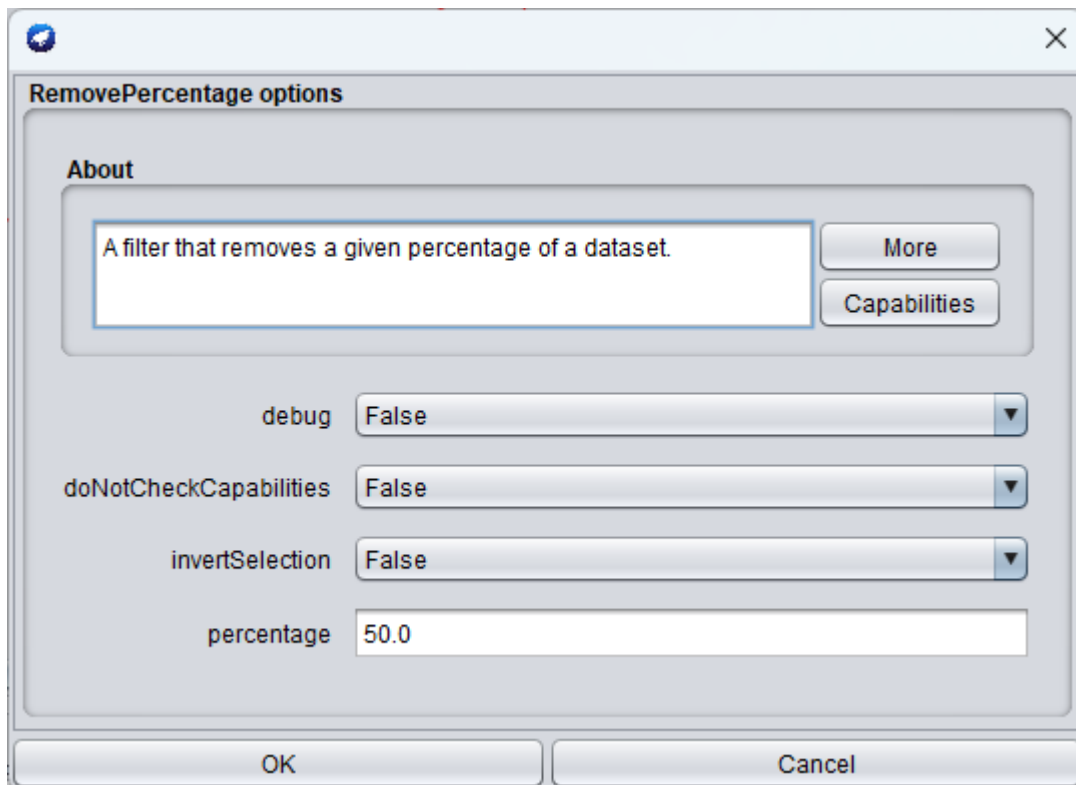 RemovePercentage options
About
A filter that removes a given percentage of a dataset.
More
Capabilities
debug False
doNotCheckCapabilities False
invertSelection False
percentage 50.0
OK Cancel